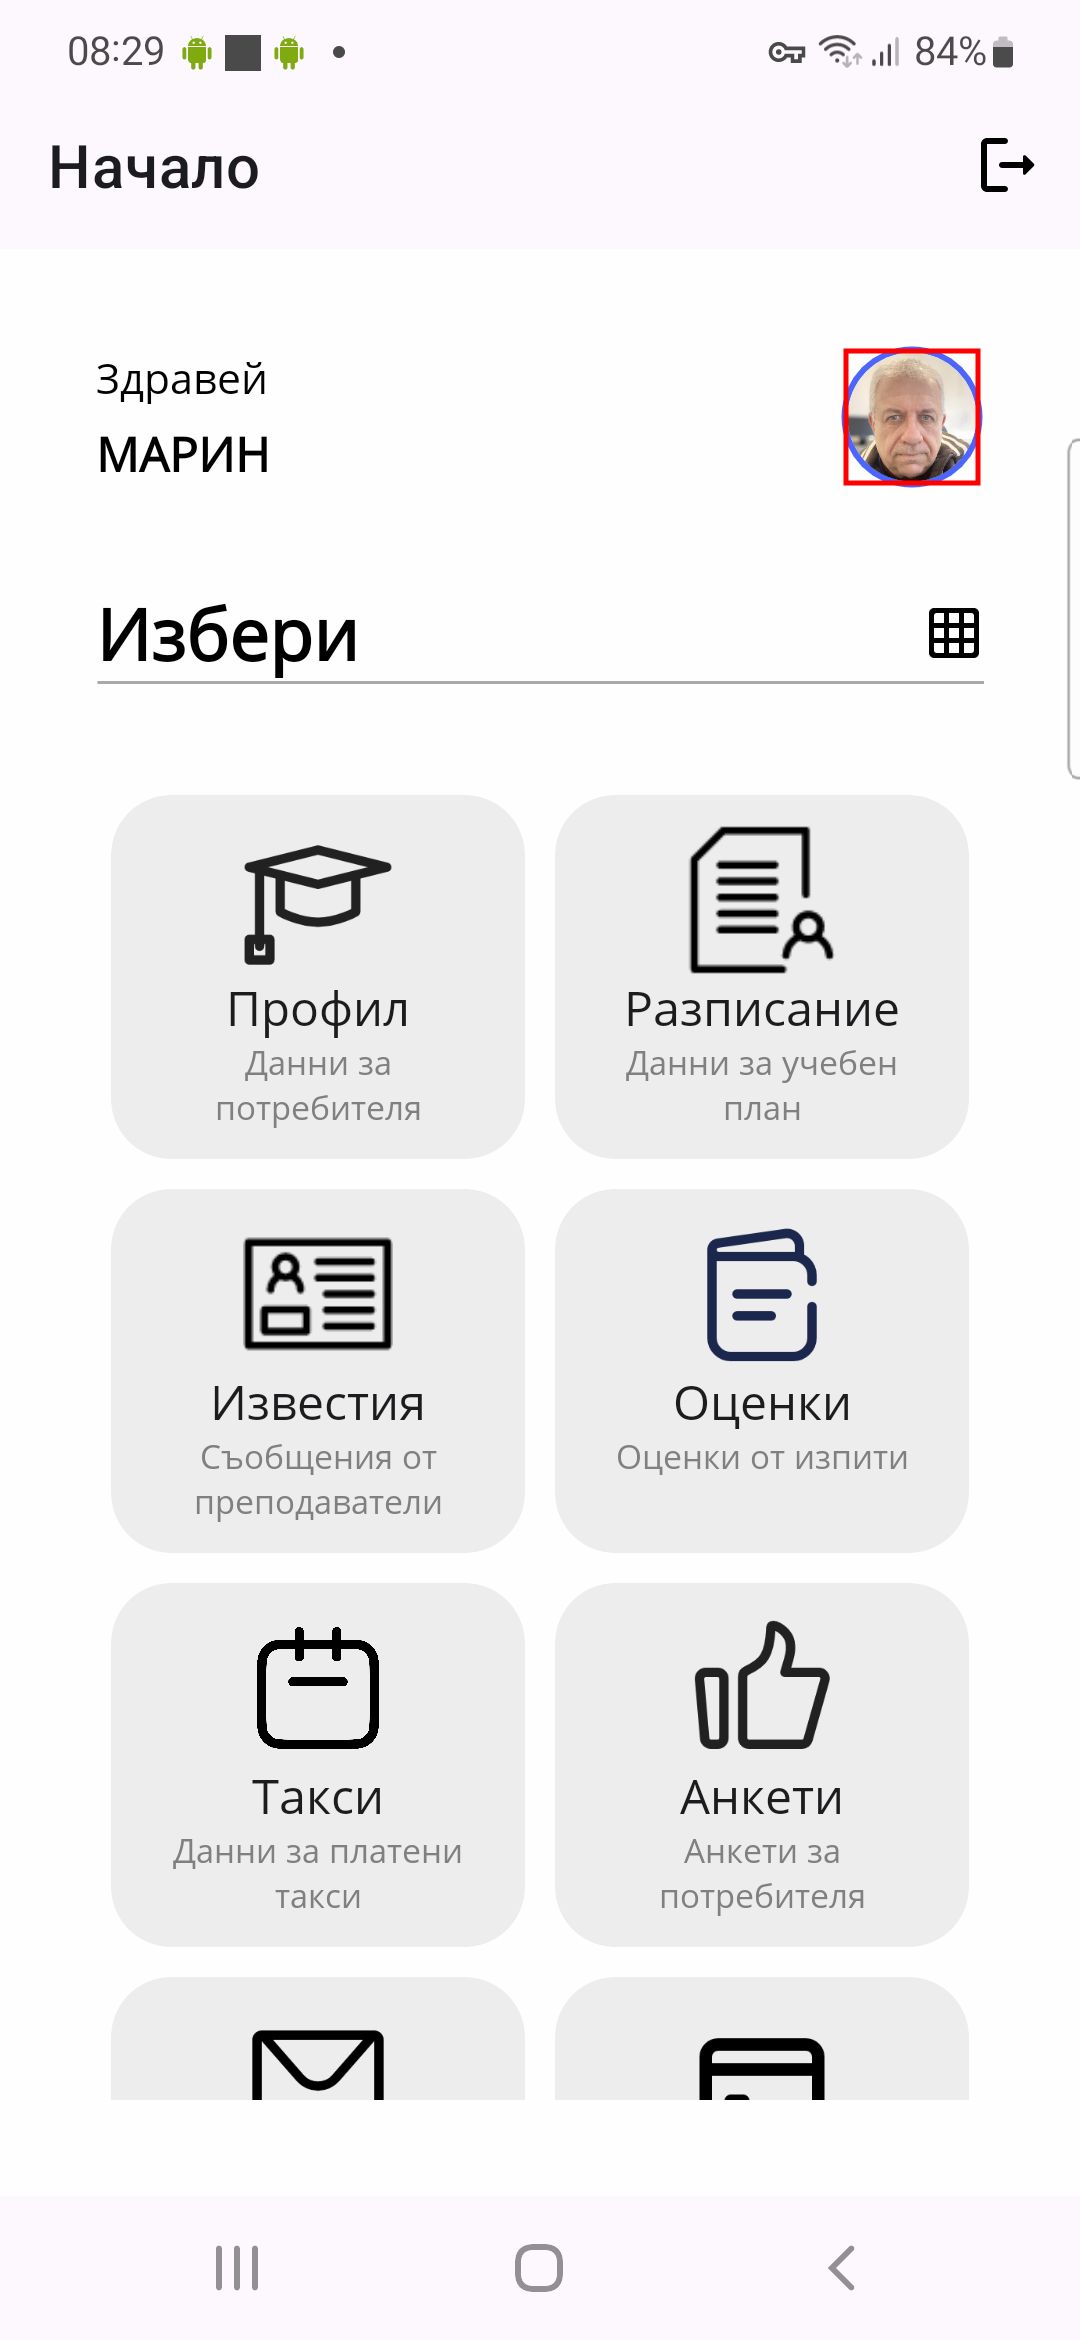 08:29
84%
Начало
Здравей
МАРИН
Избери
Профил
Данни за
потребителя
Разписание
Данни за учебен
план
Известия
Съобщения от
преподаватели
Оценки
Оценки от изпити
Такси
Данни за платени
такси
Анкети
Анкети за
потребителя